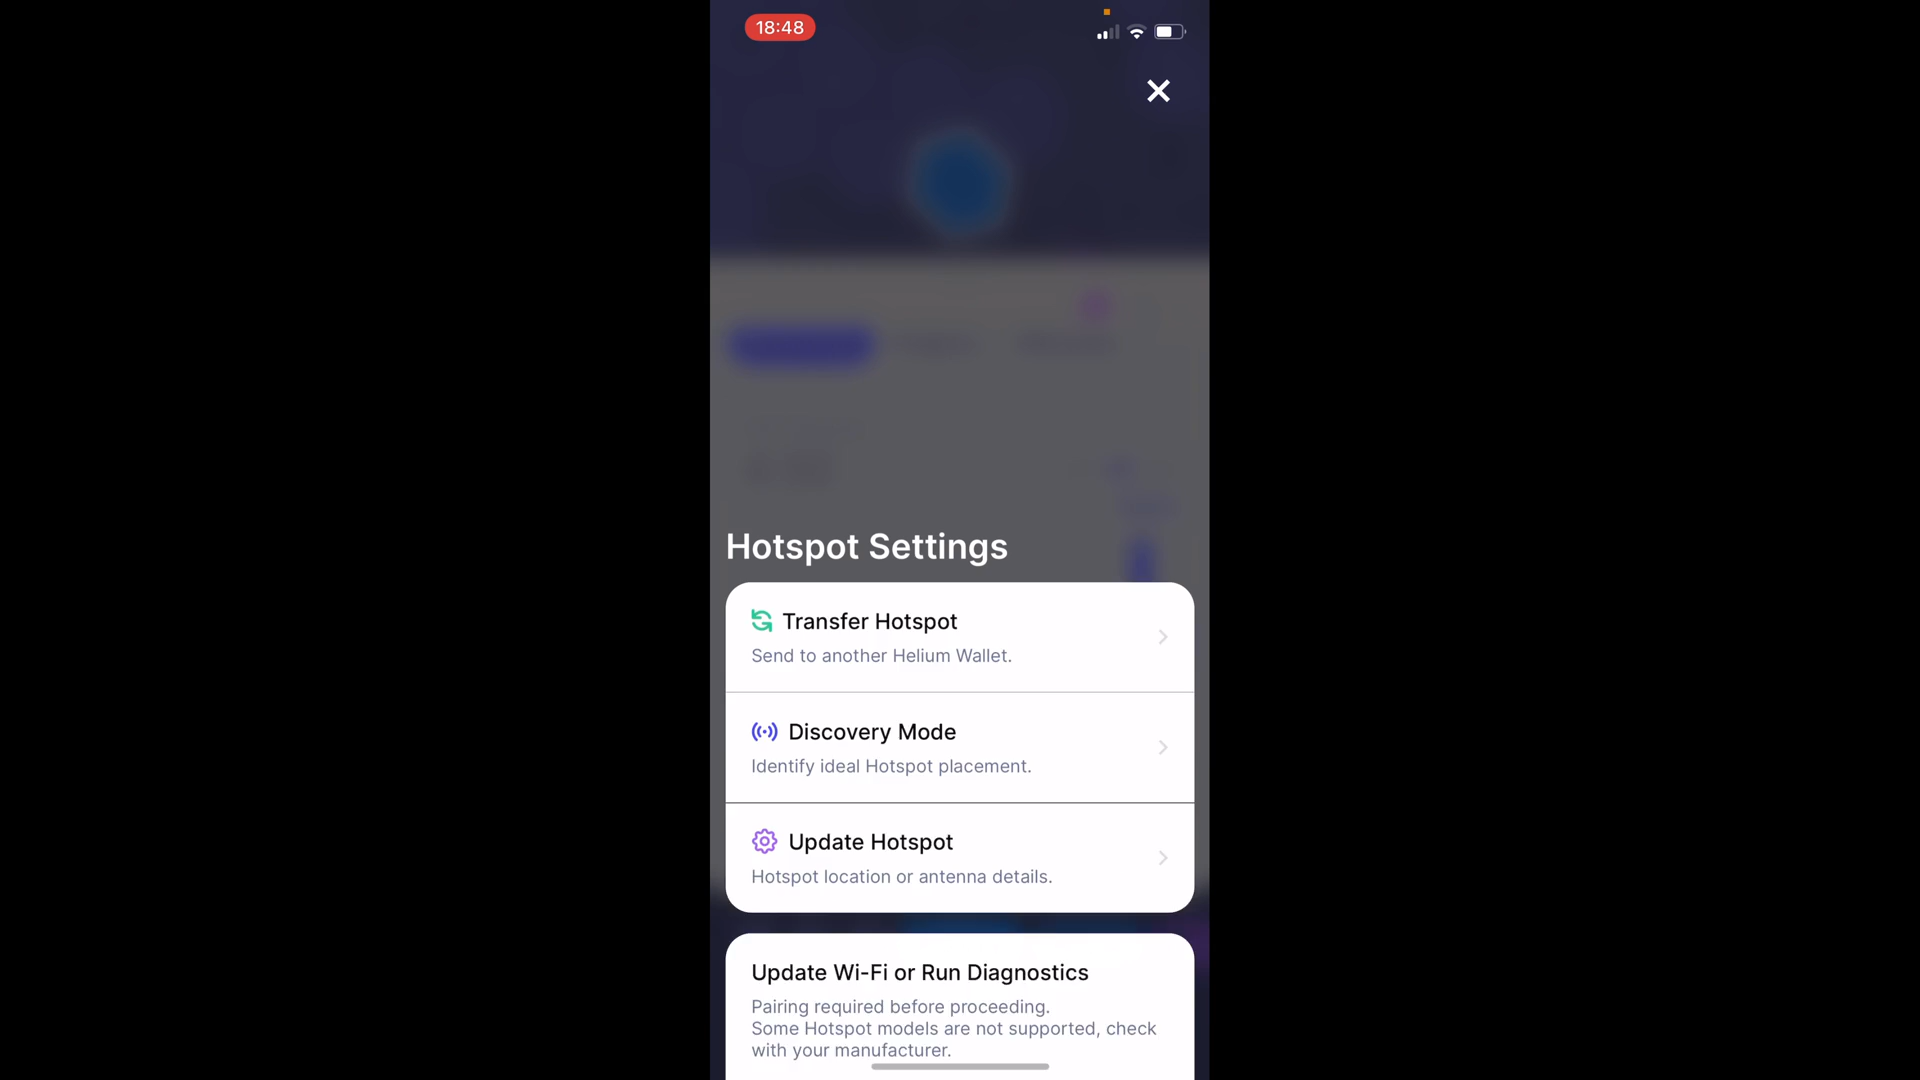 18:48
Hotspot Settings
Transfer Hotspot
Send to another Helium Wallet.
Discovery Mode
Identify ideal Hotspot placement.
Update Hotspot
Hotspot location or antenna details.
Update Wi-Fi or Run Diagnostics
Pairing required before proceeding.
Some Hotspot models are not supported, check
with your manufacturer.